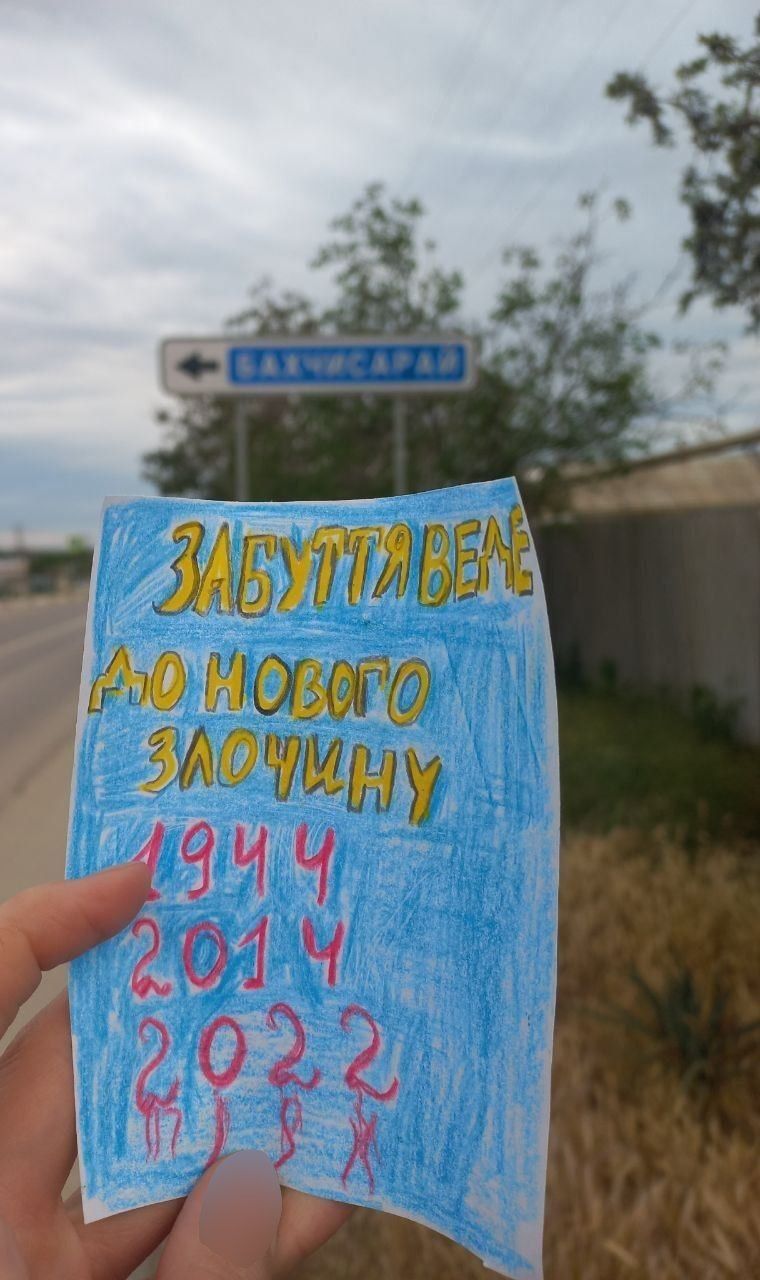 БАХЧИСАРАЙ
ЗАБУТТЯ ВЕДЕ
ДО НОВОГО
ЗЛОЧИНУ
1944
2014
2022